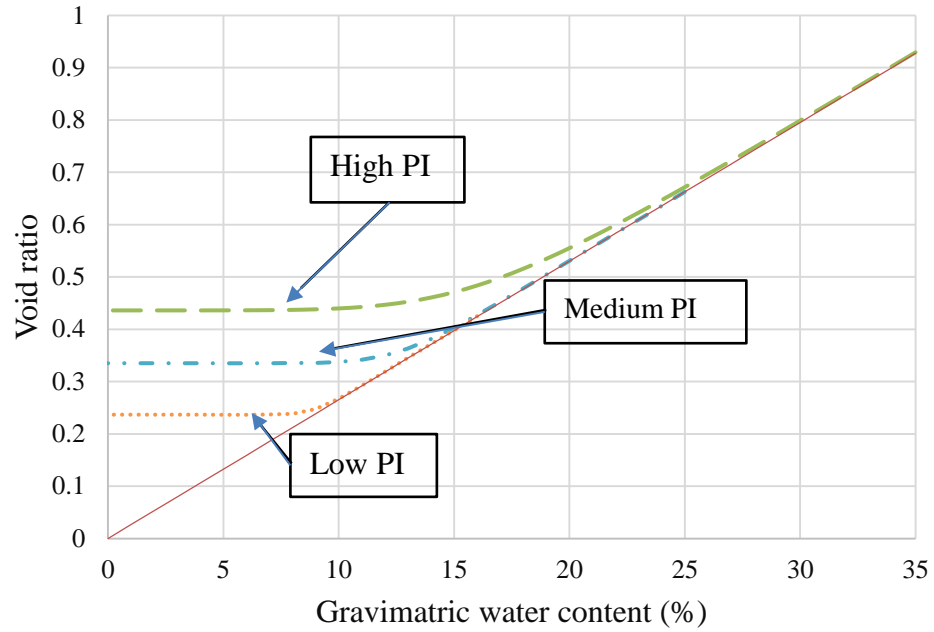 1
0.9
0.8
0.7
0.6
0.5
0.4
0.3
0.2
0.1
0
Void ratio
High PI
Medium PI
Low PI
0 5 10 15 20 25 30 35
Gravimatric water content (%)